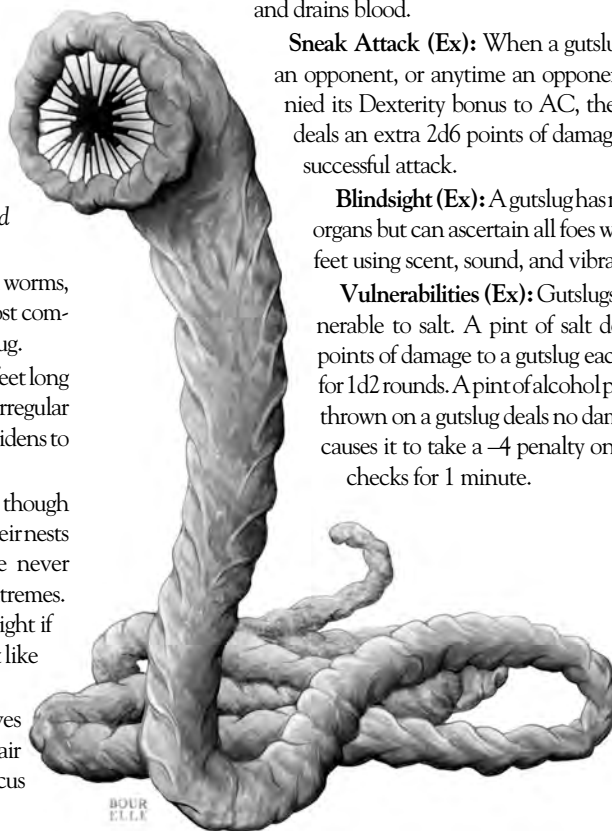 d
worms,
ost com-
ug.
feet long
rregular
idens to
though
eir nests
e never
tremes.
ight if
t like
ves
air
cus
and drains blood.
Sneak Attack (Ex): When a gutslu
an opponent, or anytime an opponen
nied its Dexterity bonus to AC, the
deals an extra 2d6 points of damag
successful attack.
Blindsight (Ex): A gutslug has n
organs but can ascertain all foes w
feet using scent, sound, and vibra
Vulnerabilities (Ex): Gutslugs
nerable to salt. A pint of salt de
points of damage to a gutslug eac
for 1d2 rounds. A pint of alcohol p
thrown on a gutslug deals no dam
causes it to take a –4 penalty on
checks for 1 minute.
BOUR
ELLE